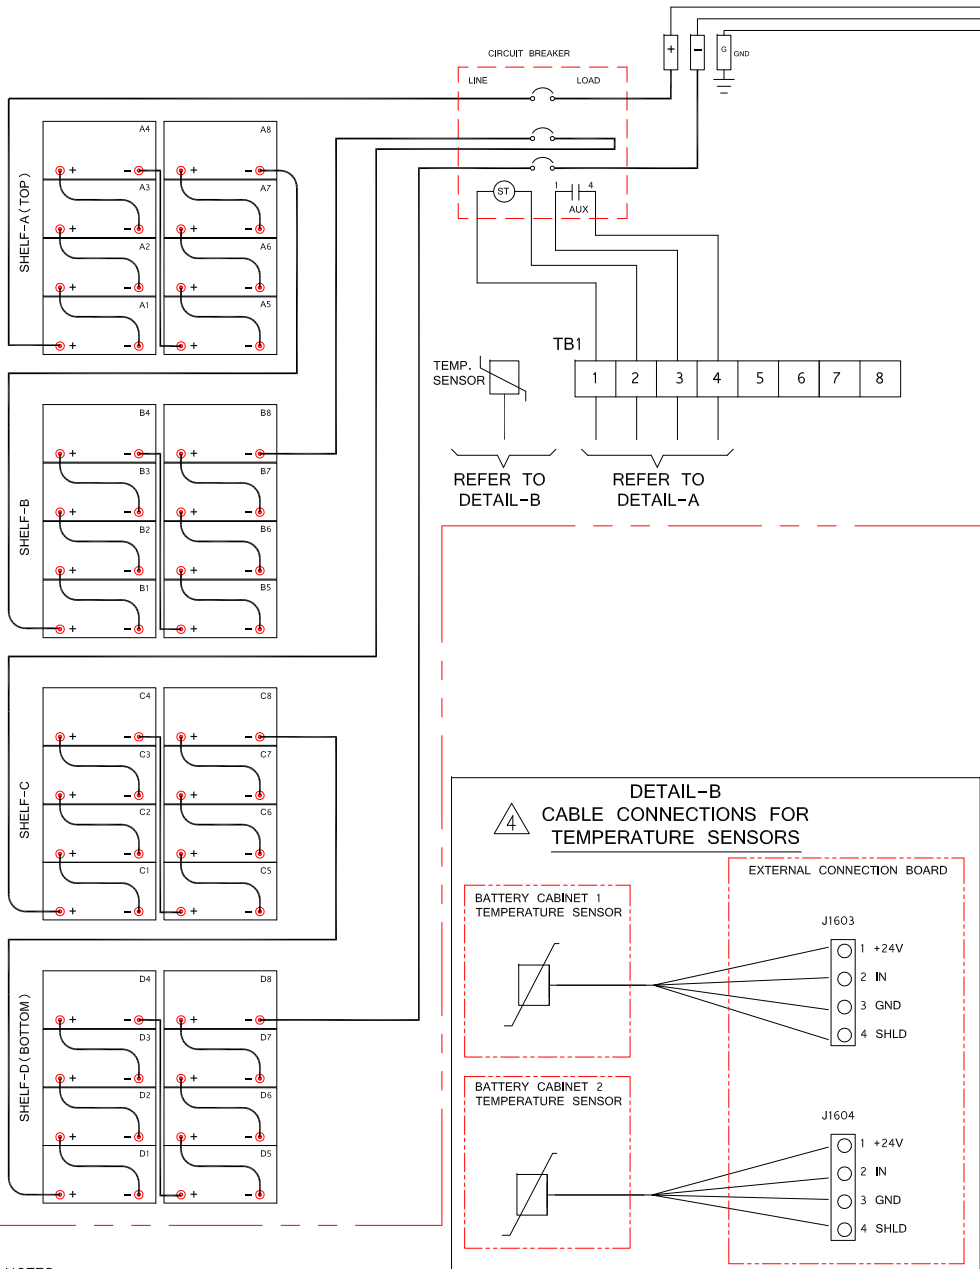 CIRCUIT BREAKER
LINE LOAD
+ − G GND
ST 1 4
AUX
SHELF-A (TOP)
A4 A8
+ − + −
A3 A7
+ − + −
A2 A6
+ − + −
A1 A5
+ − + −
TB1
TEMP.
SENSOR
1 2 3 4 5 6 7 8
REFER TO
DETAIL-B
REFER TO
DETAIL-A
SHELF-B
B4 B8
+ − + −
B3 B7
+ − + −
B2 B6
+ − + −
B1 B5
+ − + −
SHELF-C
C4 C8
+ − + −
C3 C7
+ − + −
C2 C6
+ − + −
C1 C5
+ − + −
SHELF-D (BOTTOM)
D4 D8
+ − + −
D3 D7
+ − + −
D2 D6
+ − + −
D1 D5
+ − + −
DETAIL-B
4 CABLE CONNECTIONS FOR
TEMPERATURE SENSORS
EXTERNAL CONNECTION BOARD
BATTERY CABINET 1
TEMPERATURE SENSOR
J1603
1 +24V
2 IN
3 GND
4 SHLD
BATTERY CABINET 2
TEMPERATURE SENSOR
J1604
1 +24V
2 IN
3 GND
4 SHLD